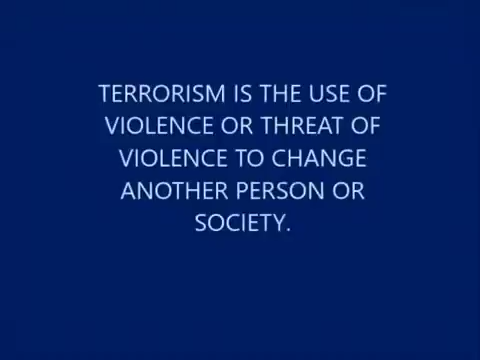 TERRORISM IS THE USE OF
VIOLENCE OR THREAT OF
VIOLENCE TO CHANGE
ANOTHER PERSON OR
SOCIETY.